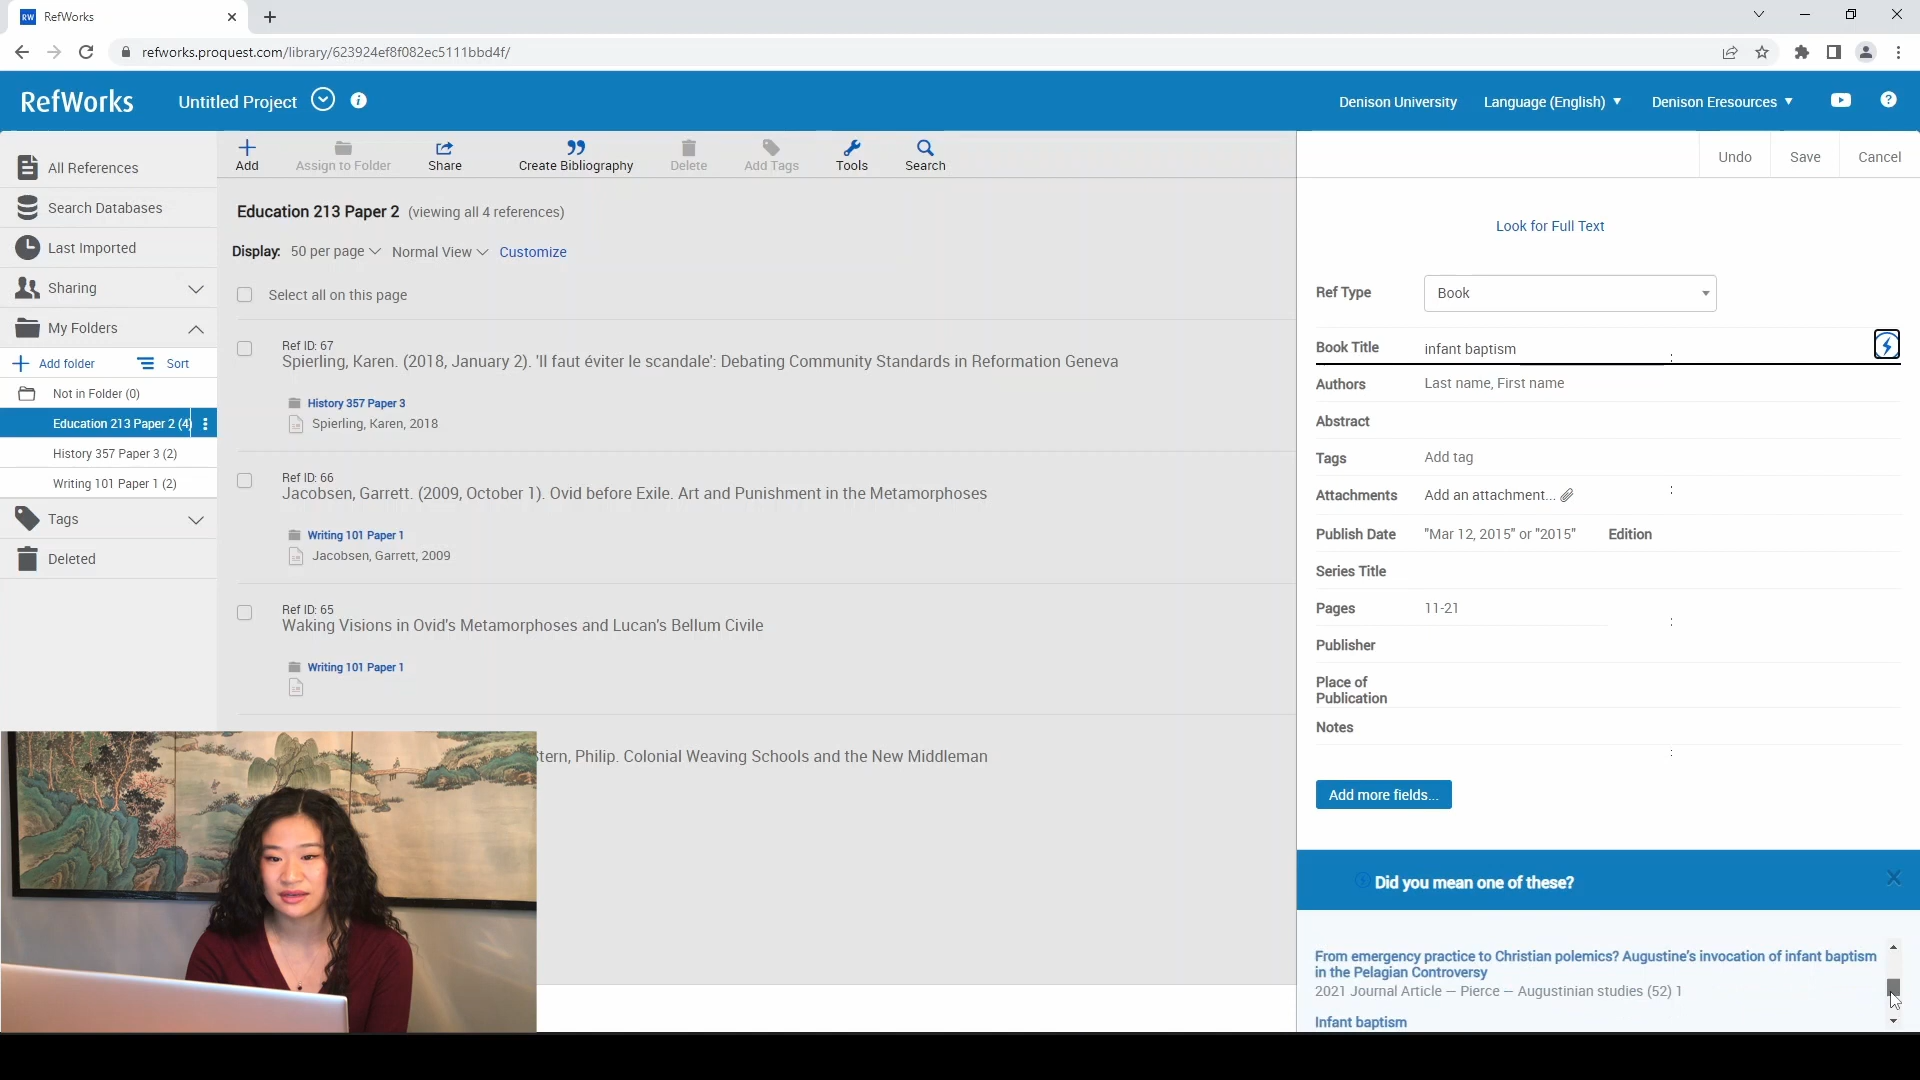 RW RefWorks
refworks.proquest.com/library/623924ef8f082ec5111bbd4f/
RefWorks Untitled Project
Denison University Language (English) Denison Eresources
All References
Search Databases
Last Imported
Sharing
My Folders
Add folder Sort
Not in Folder (0)
Education 213 Paper 2 (4)
History 357 Paper 3 (2)
Writing 101 Paper 1 (2)
Tags
Deleted
Add Assign to Folder Share Create Bibliography Delete Add Tags Tools Search
Education 213 Paper 2 (viewing all 4 references)
Display: 50 per page Normal View Customize
Select all on this page
Ref ID: 67
Spierling, Karen. (2018, January 2). 'Il faut éviter le scandale': Debating Community Standards in Reformation Geneva
History 357 Paper 3
Spierling, Karen, 2018
Ref ID: 66
Jacobsen, Garrett. (2009, October 1). Ovid before Exile. Art and Punishment in the Metamorphoses
Writing 101 Paper 1
Jacobsen, Garrett, 2009
Ref ID: 65
Waking Visions in Ovid's Metamorphoses and Lucan's Bellum Civile
Writing 101 Paper 1
Stern, Philip. Colonial Weaving Schools and the New Middleman
Undo Save Cancel
Look for Full Text
Ref Type Book
Book Title infant baptism
Authors Last name, First name
Abstract
Tags Add tag
Attachments Add an attachment...
Publish Date "Mar 12, 2015" or "2015" Edition
Series Title
Pages 11-21
Publisher
Place of
Publication
Notes
Add more fields...
Did you mean one of these?
From emergency practice to Christian polemics? Augustine's invocation of infant baptism
in the Pelagian Controversy
2021 Journal Article — Pierce — Augustinian studies (52) 1
Infant baptism